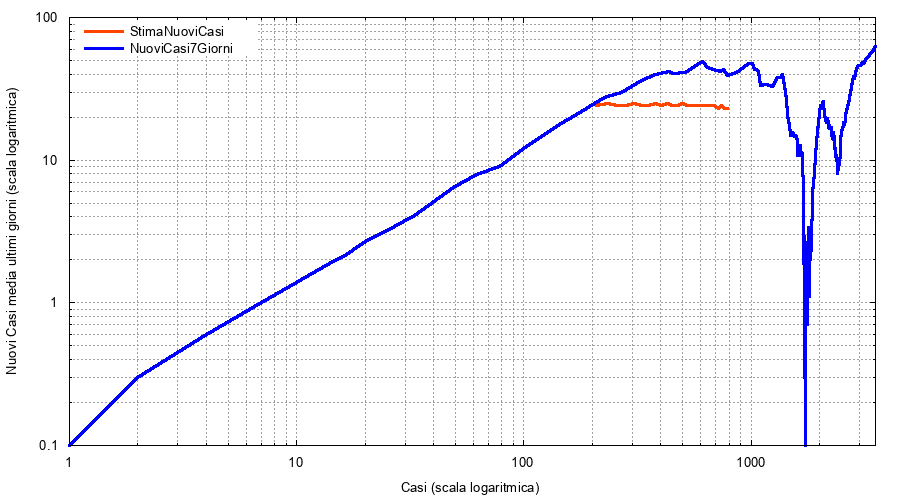 100
StimaNuoviCasi
NuoviCasi7Giorni
10
1
0.1
Nuovi Casi media ultimi giorni (scala logaritmica)
1
10
100
1000
Casi (scala logaritmica)